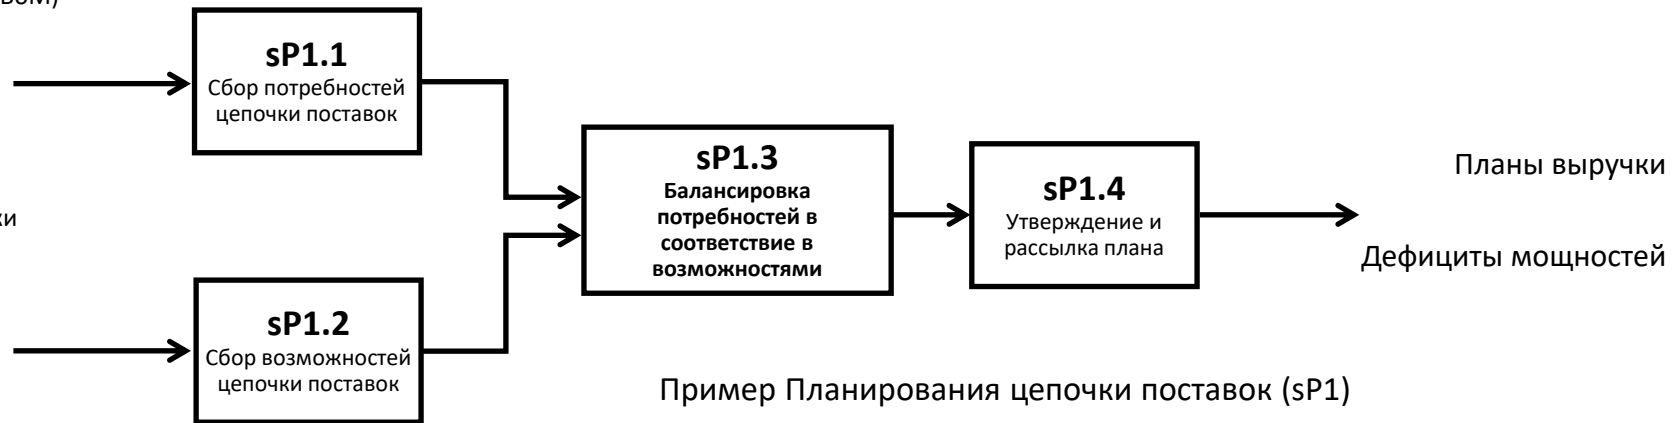 sP1.1
Сбор потребностей
цепочки поставок
sP1.2
Сбор возможностей
цепочки поставок
sP1.3
Балансировка
потребностей в
соответствие в
возможностями
sP1.4
Утверждение и
рассылка плана
Планы выручки
Дефициты мощностей
Пример Планирования цепочки поставок (sP1)